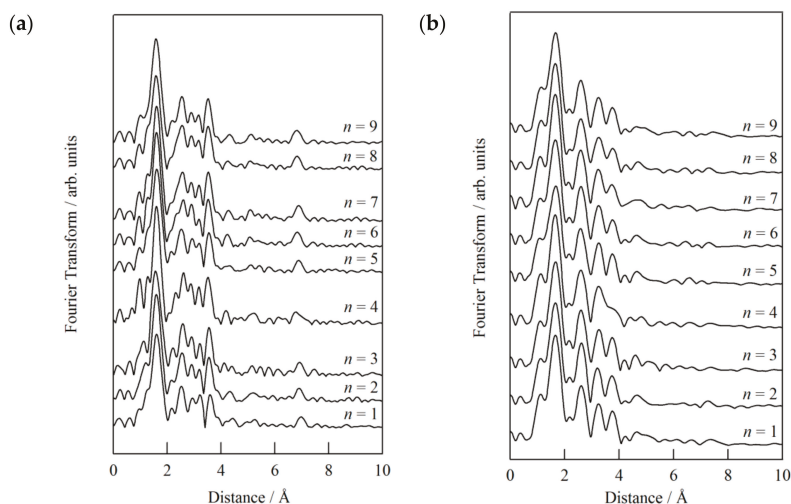 (a)
Fourier Transform / arb. units
n = 9
n = 8
n = 7
n = 6
n = 5
n = 4
n = 3
n = 2
n = 1
0 2 4 6 8 10
Distance / Å
(b)
Fourier Transform / arb. units
n = 9
n = 8
n = 7
n = 6
n = 5
n = 4
n = 3
n = 2
n = 1
0 2 4 6 8 10
Distance / Å